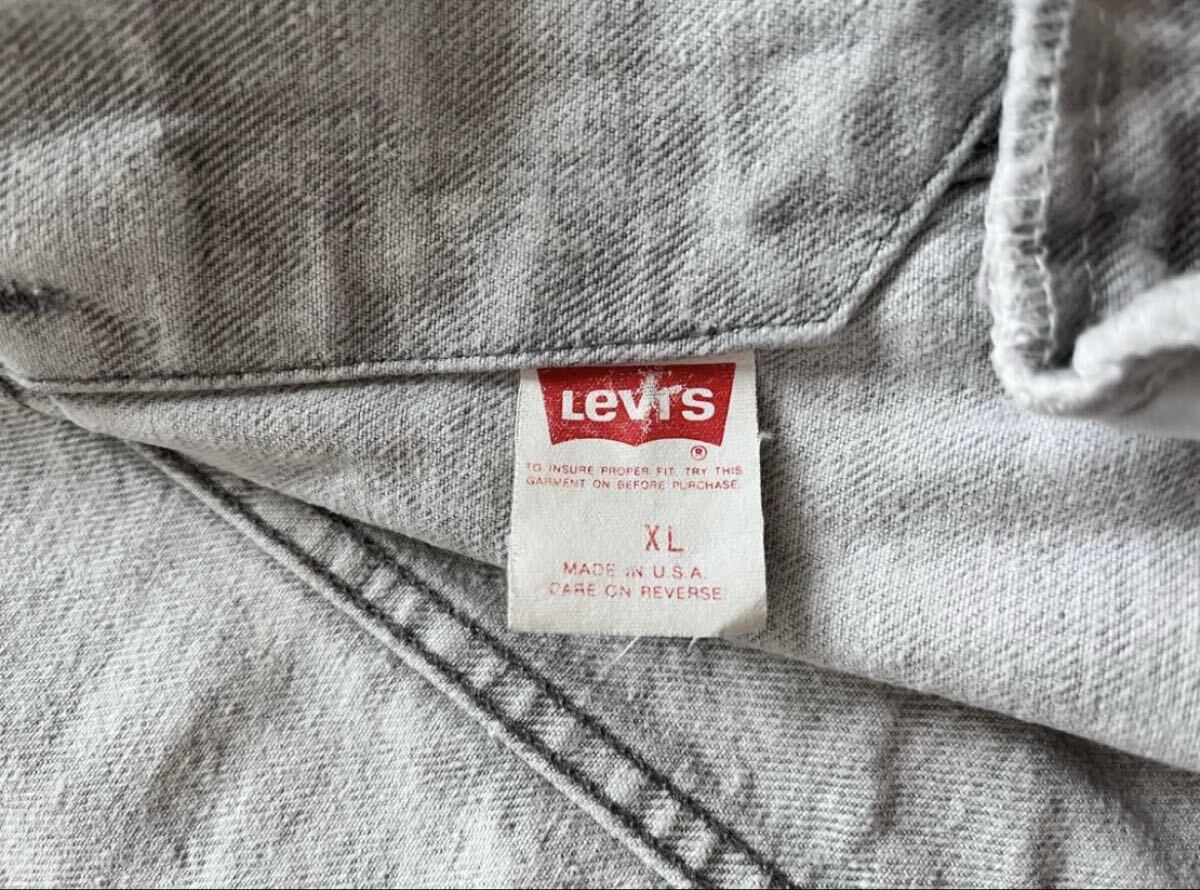 Levi's
®
TO INSURE PROPER FIT, TRY THIS
GARMENT ON BEFORE PURCHASE.
XL
MADE IN U.S.A.
CARE ON REVERSE